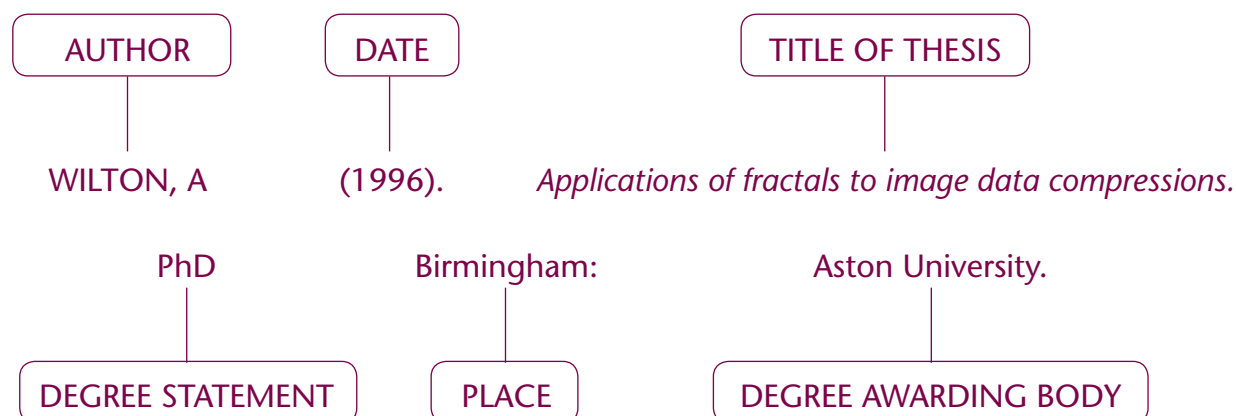 AUTHOR DATE TITLE OF THESIS
WILTON, A (1996). Applications of fractals to image data compressions.
PhD Birmingham: Aston University.
DEGREE STATEMENT PLACE DEGREE AWARDING BODY